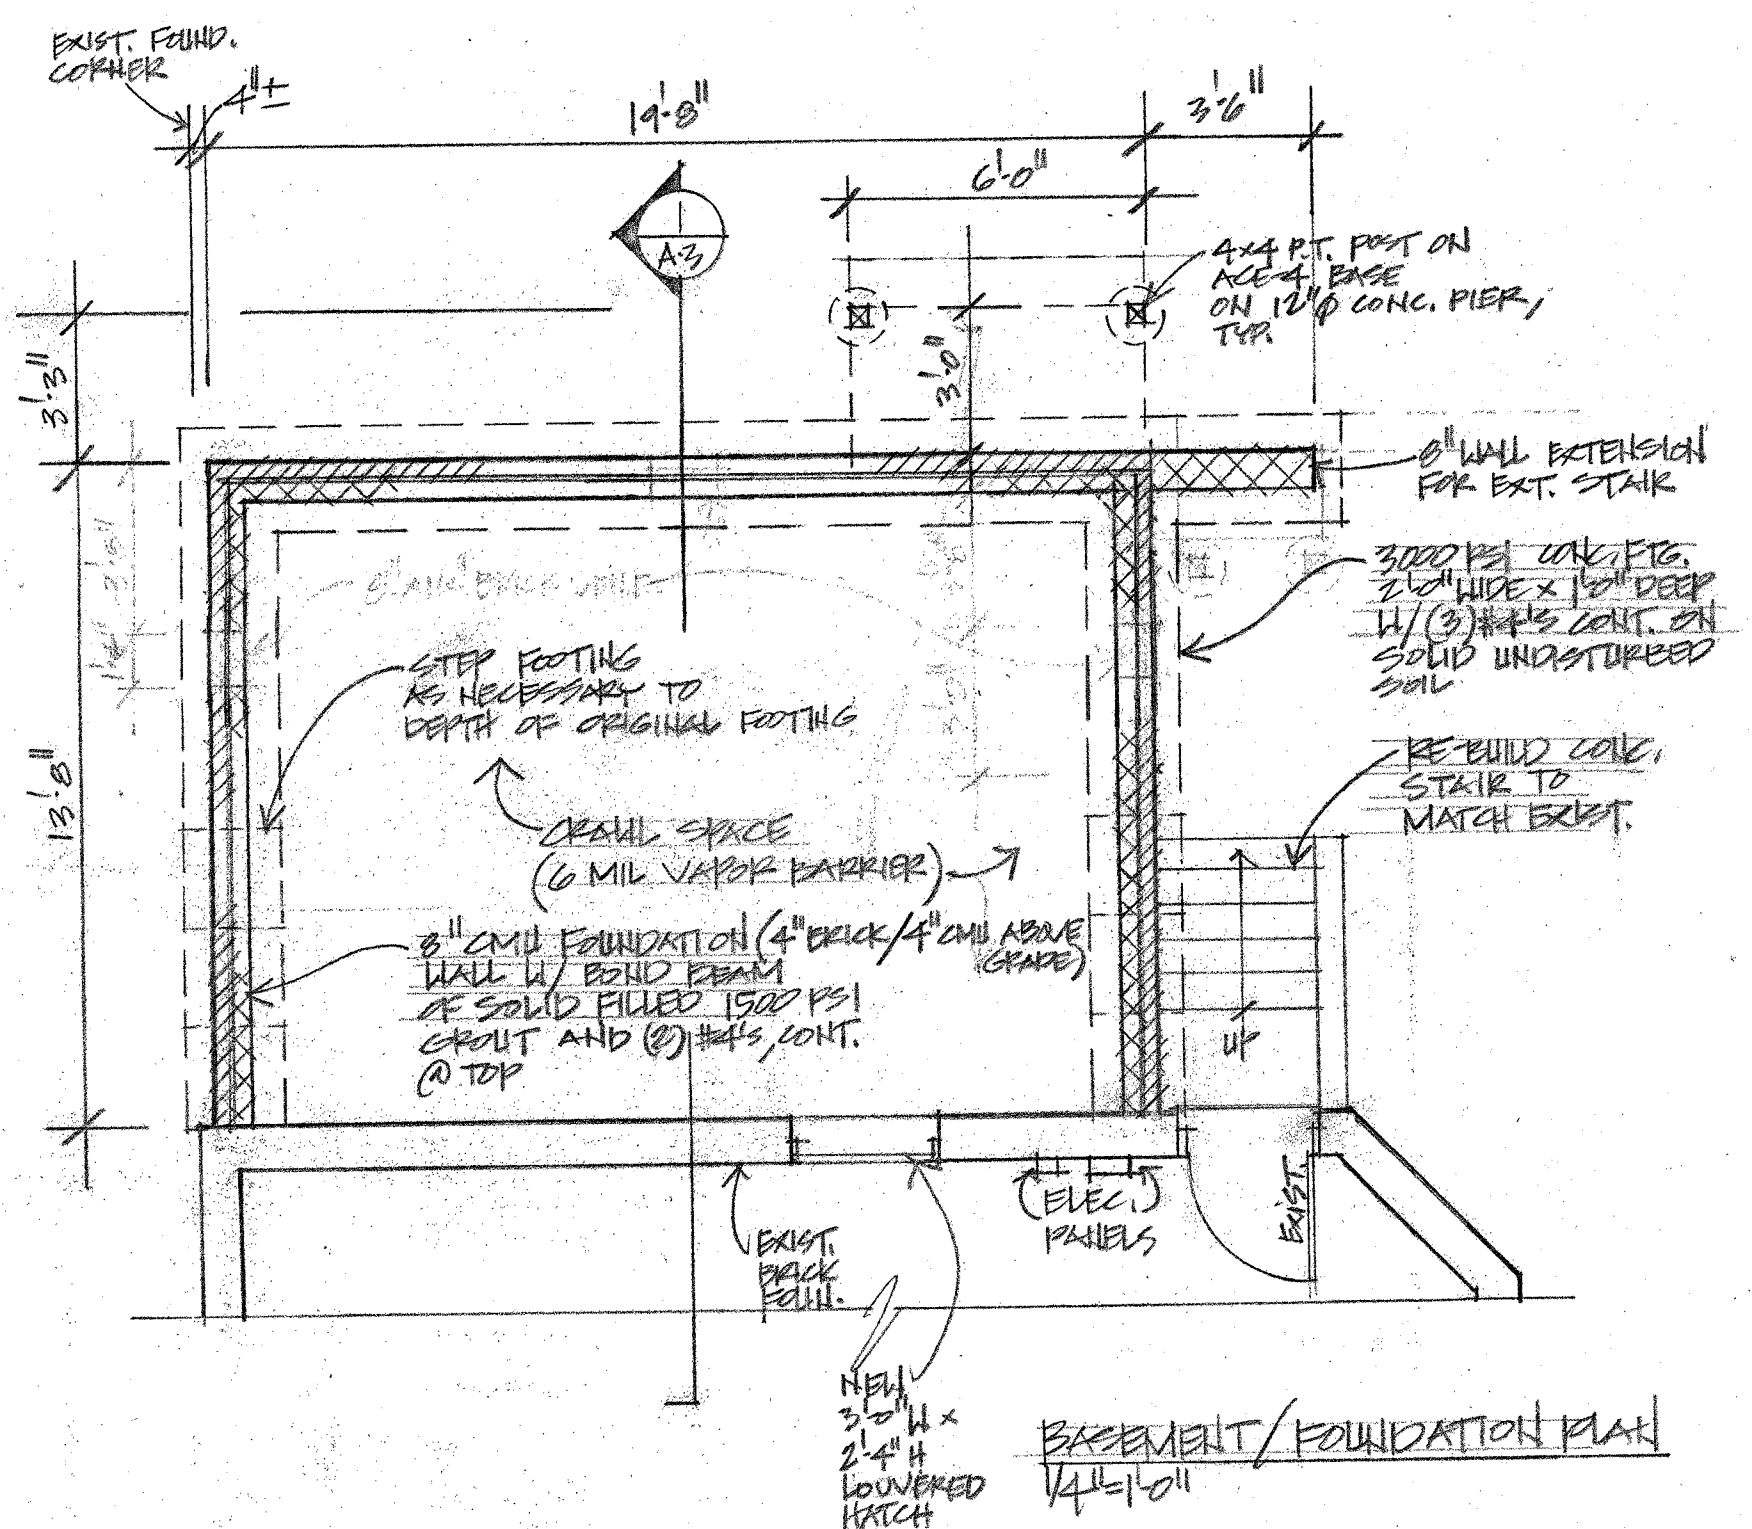 EXIST. FOUND.
CORNER
4"±
19'-8"
3'-6"
6'-0"
A-3
4x4 P.T. POST ON
ACE-4 BASE
ON 12"ϕ CONC. PIER,
TYP.
3'-3"
3'-0"
8" WALL EXTENSION
FOR EXT. STAIR
3000 PSI CONC. FTG.
2'-0" WIDE x 1'-0" DEEP
W/ (3) #4'S CONT. ON
SOLID UNDISTURBED
SOIL
STEP FOOTING
AS NECESSARY TO
DEPTH OF ORIGINAL FOOTING
RE-BUILD CONC.
STAIR TO
MATCH EXIST.
13'-8"
CRAWL SPACE
(6 MIL VAPOR BARRIER)
8" CMU FOUNDATION (4" BRICK/4" CMU ABOVE
GRADE)
WALL W/ BOND BEAM
OF SOLID FILLED 1500 PSI
GROUT AND (2) #4'S, CONT.
@ TOP
UP
EXIST.
BRICK
FOUN.
(ELEC.)
PANELS
EXIST.
NEW
3'-0" W x
2'-4" H
LOUVERED
HATCH
BASEMENT/FOUNDATION PLAN
1/4"=1'-0"